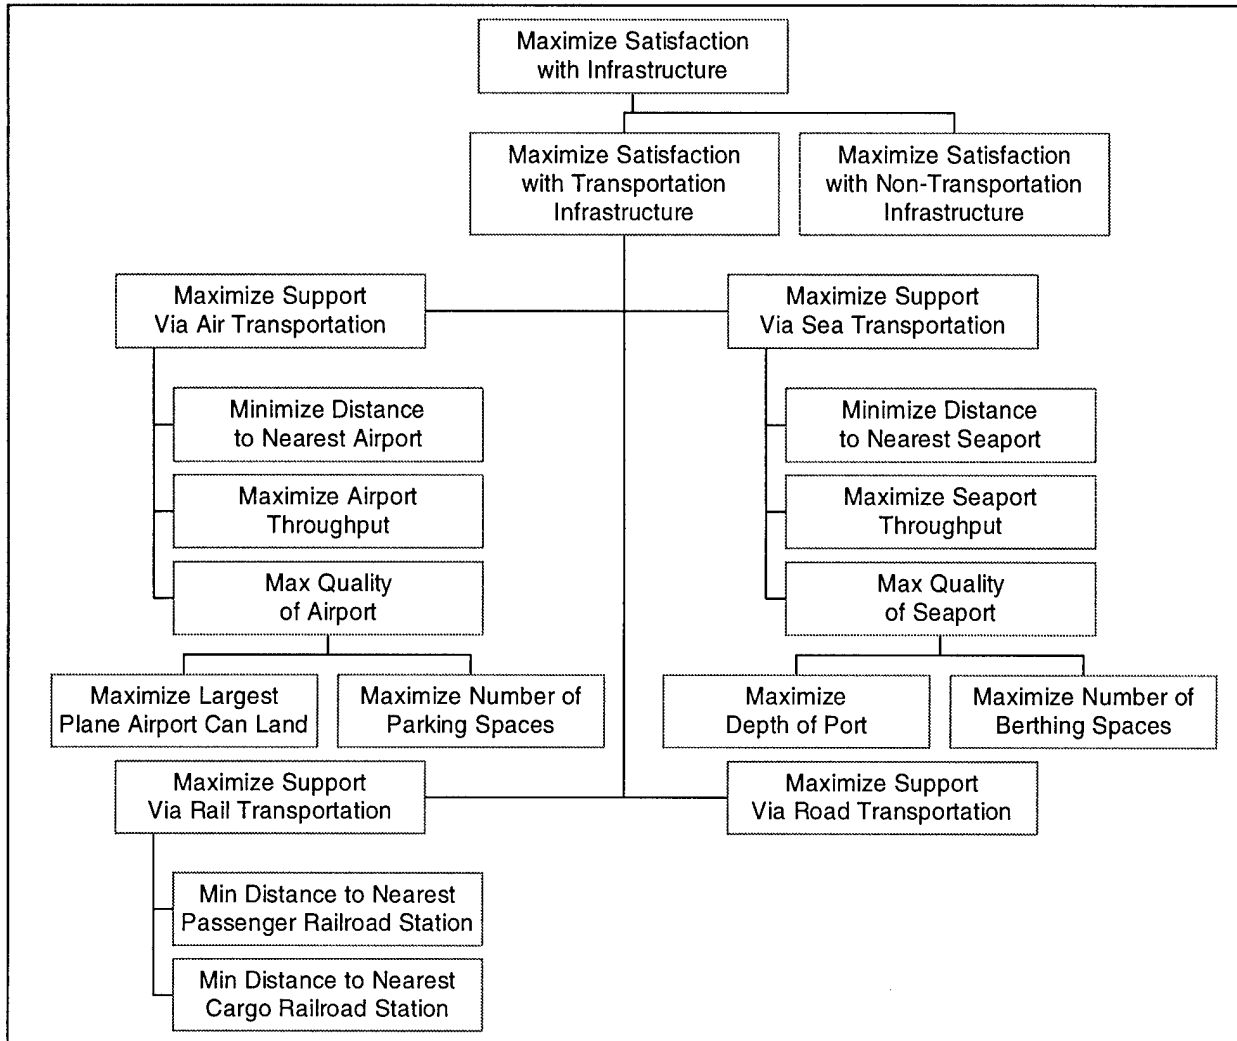 Maximize Satisfaction
with Infrastructure
Maximize Satisfaction
with Transportation
Infrastructure
Maximize Satisfaction
with Non-Transportation
Infrastructure
Maximize Support
Via Air Transportation
Maximize Support
Via Sea Transportation
Minimize Distance
to Nearest Airport
Minimize Distance
to Nearest Seaport
Maximize Airport
Throughput
Maximize Seaport
Throughput
Max Quality
of Airport
Max Quality
of Seaport
Maximize Largest
Plane Airport Can Land
Maximize Number of
Parking Spaces
Maximize
Depth of Port
Maximize Number of
Berthing Spaces
Maximize Support
Via Rail Transportation
Maximize Support
Via Road Transportation
Min Distance to Nearest
Passenger Railroad Station
Min Distance to Nearest
Cargo Railroad Station